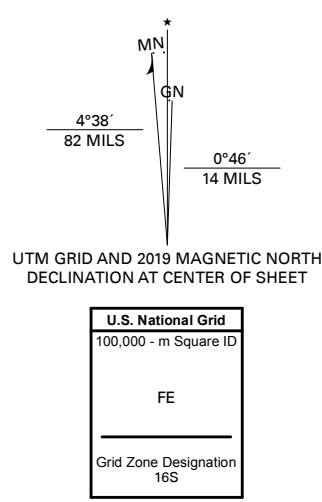 MN
GN
4°38´
82 MILS
0°46´
14 MILS
UTM GRID AND 2019 MAGNETIC NORTH
DECLINATION AT CENTER OF SHEET
U.S. National Grid
100,000 - m Square ID
FE
Grid Zone Designation
16S